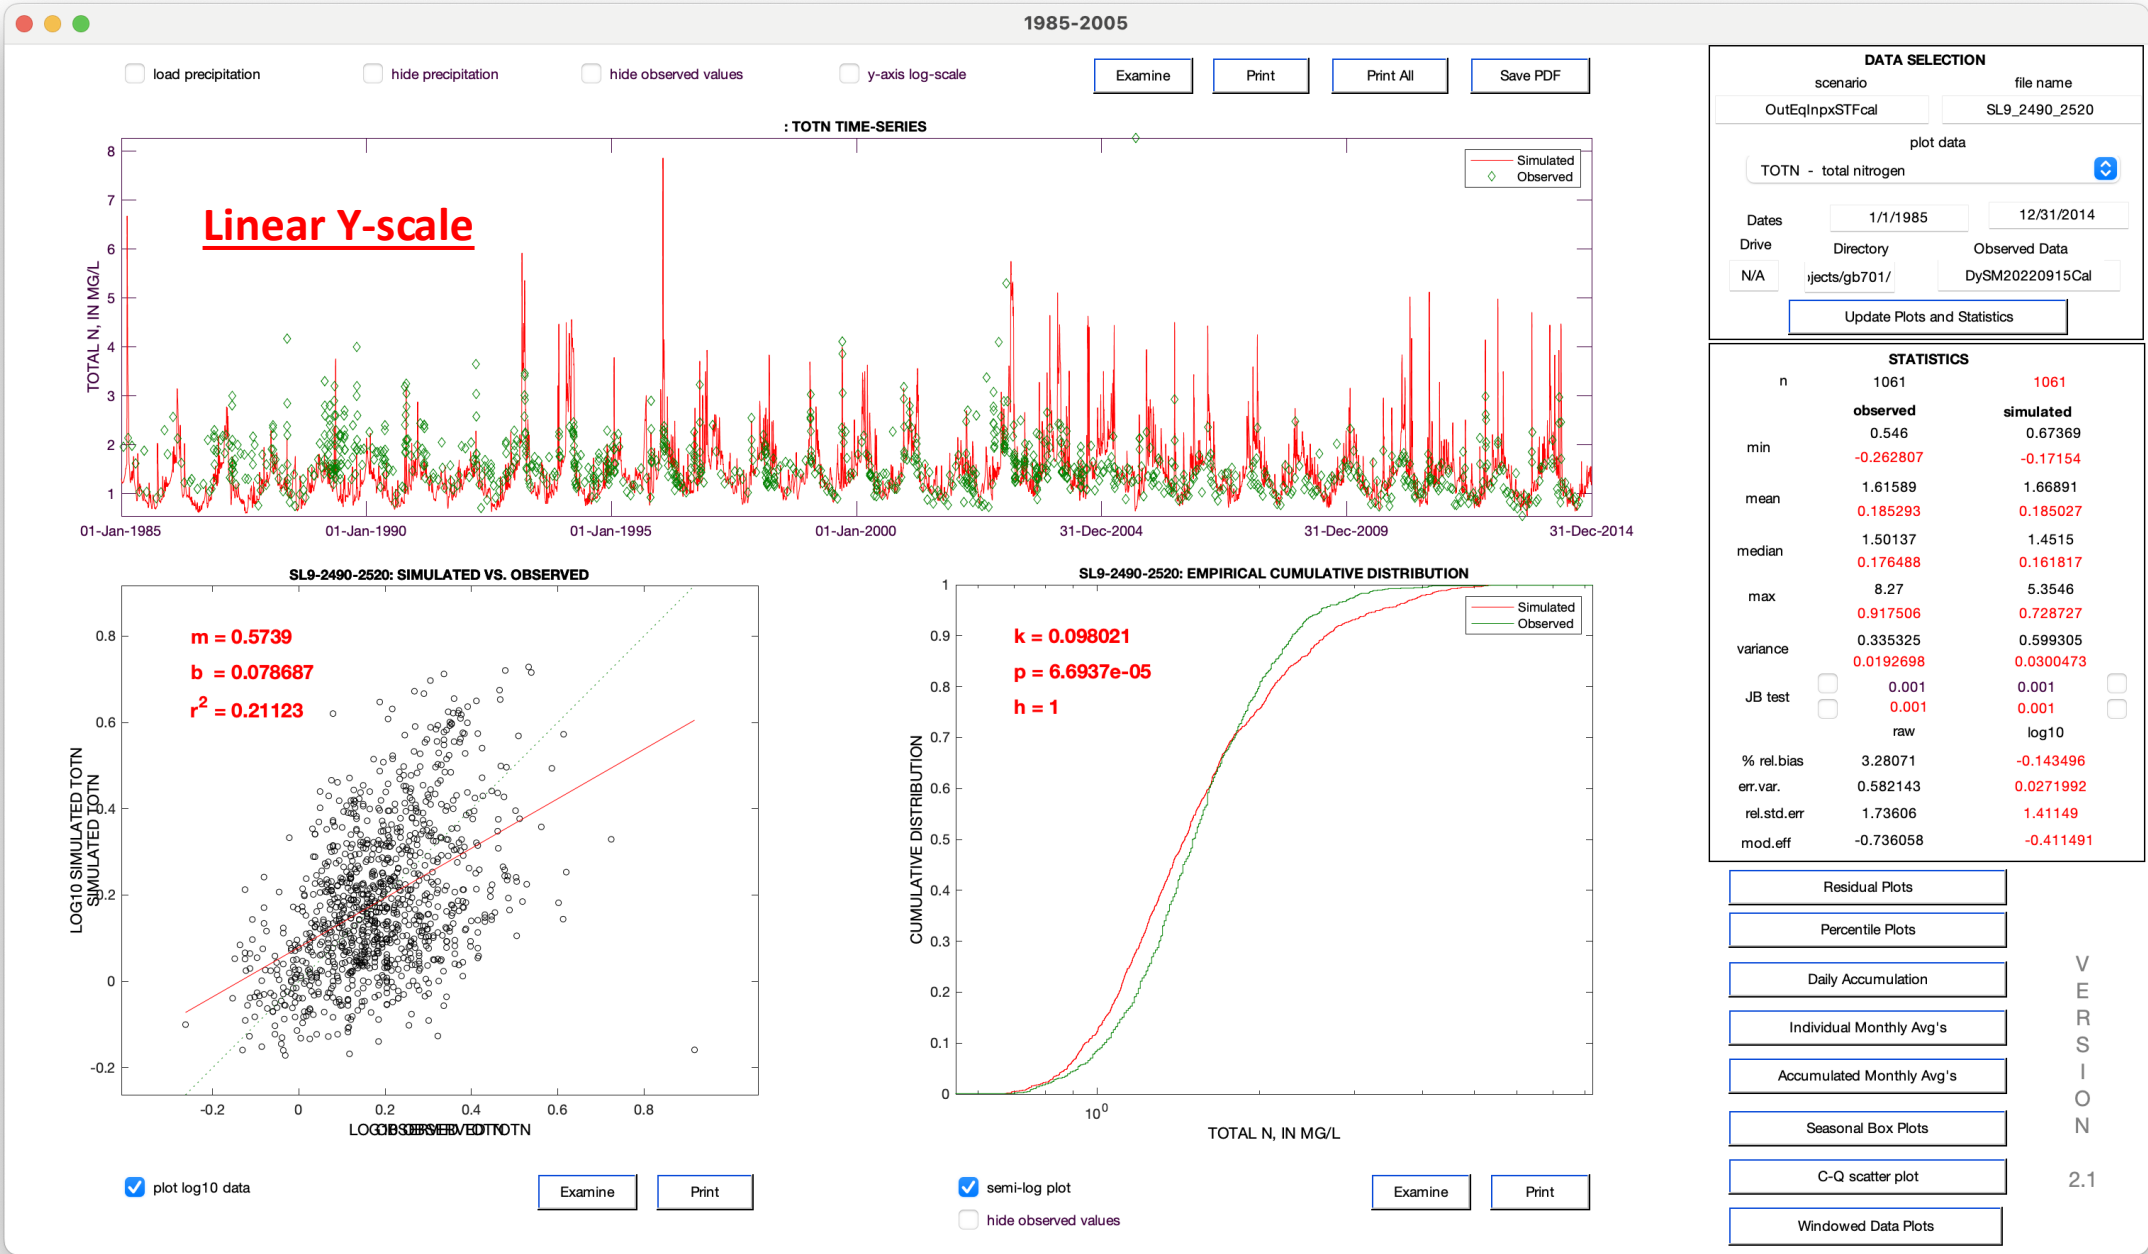 1985-2005
load precipitation
hide precipitation
hide observed values
y-axis log-scale
Examine
Print
Print All
Save PDF
: TOTN TIME-SERIES
Linear Y-scale
Simulated
Observed
TOTAL N, IN MG/L
8
7
6
5
4
3
2
1
01-Jan-1985
01-Jan-1990
01-Jan-1995
01-Jan-2000
31-Dec-2004
31-Dec-2009
31-Dec-2014
SL9-2490-2520: SIMULATED VS. OBSERVED
m = 0.5739
b = 0.078687
r² = 0.21123
LOG10 SIMULATED TOTN
SIMULATED TOTN
0.8
0.6
0.4
0.2
0
-0.2
-0.2
0
0.2
0.4
0.6
0.8
plot log10 data
Examine
Print
SL9-2490-2520: EMPIRICAL CUMULATIVE DISTRIBUTION
Simulated
Observed
k = 0.098021
p = 6.6937e-05
h = 1
CUMULATIVE DISTRIBUTION
1
0.9
0.8
0.7
0.6
0.5
0.4
0.3
0.2
0.1
0
10⁰
TOTAL N, IN MG/L
semi-log plot
hide observed values
Examine
Print
DATA SELECTION
scenario file name
OutEqInpxSTFcal SL9_2490_2520
plot data
TOTN - total nitrogen
Dates 1/1/1985 12/31/2014
Drive Directory Observed Data
N/A jects/gb701/ DySM20220915Cal
Update Plots and Statistics
STATISTICS
n 1061 1061
observed simulated
min 0.546 0.67369
-0.262807 -0.17154
mean 1.61589 1.66891
0.185293 0.185027
median 1.50137 1.4515
0.176488 0.161817
max 8.27 5.3546
0.917506 0.728727
variance 0.335325 0.599305
0.0192698 0.0300473
JB test 0.001 0.001
0.001 0.001
raw log10
% rel.bias 3.28071 -0.143496
err.var. 0.582143 0.0271992
rel.std.err 1.73606 1.41149
mod.eff -0.736058 -0.411491
Residual Plots
Percentile Plots
Daily Accumulation
Individual Monthly Avg's
Accumulated Monthly Avg's
Seasonal Box Plots
C-Q scatter plot
Windowed Data Plots
VERSION
2.1